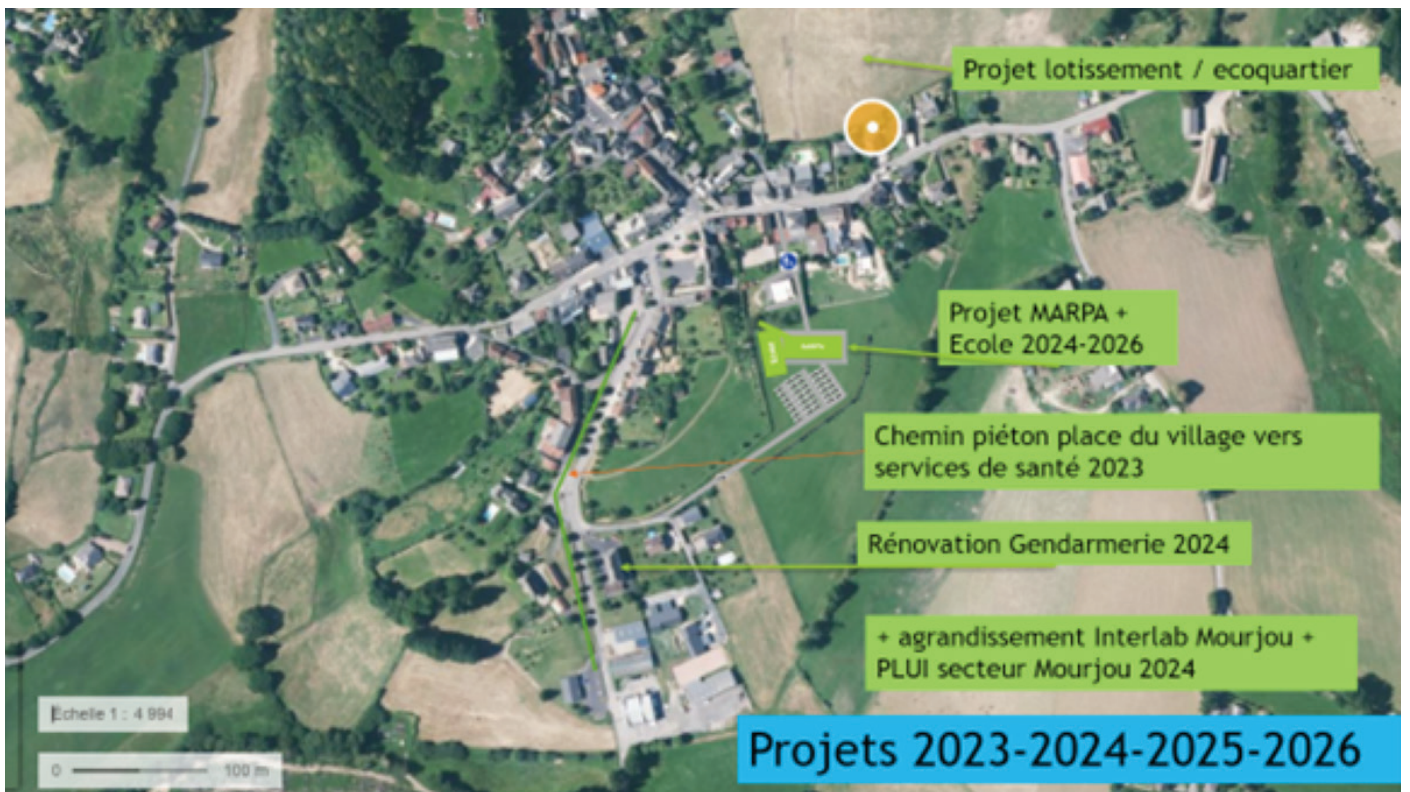 Projet lotissement / ecoquartier
Projet MARPA +
Ecole 2024-2026
Chemin piéton place du village vers
services de santé 2023
Rénovation Gendarmerie 2024
+ agrandissement Interlab Mourjou +
PLUI secteur Mourjou 2024
Echelle 1 : 4 994
0 100 m
Projets 2023-2024-2025-2026